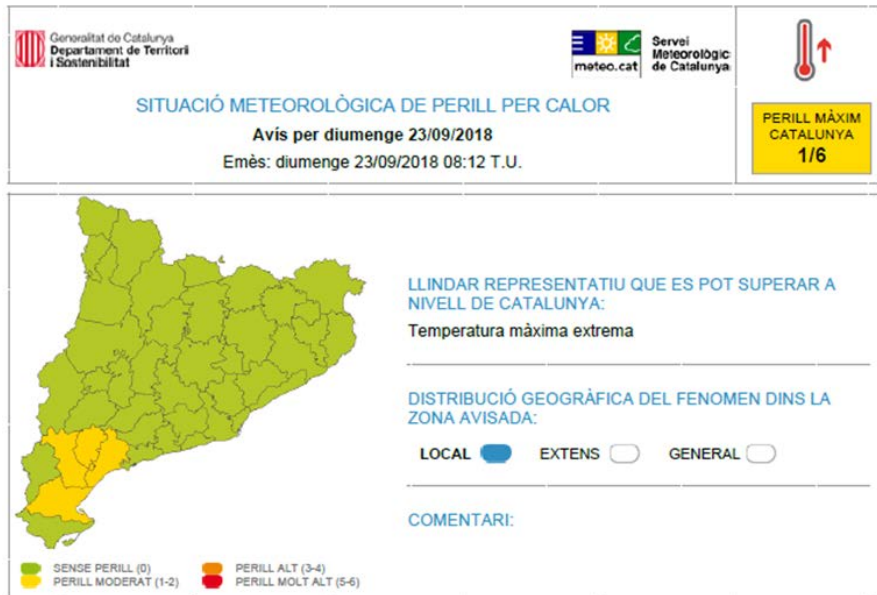 Generalitat de Catalunya
Departament de Territori
i Sostenibilitat
meteo.cat
Servei
Meteorològic
de Catalunya
SITUACIÓ METEOROLÒGICA DE PERILL PER CALOR
Avís per diumenge 23/09/2018
Emès: diumenge 23/09/2018 08:12 T.U.
PERILL MÀXIM
CATALUNYA
1/6
LLINDAR REPRESENTATIU QUE ES POT SUPERAR A
NIVELL DE CATALUNYA:
Temperatura màxima extrema
DISTRIBUCIÓ GEOGRÀFICA DEL FENOMEN DINS LA
ZONA AVISADA:
LOCAL EXTENS GENERAL
COMENTARI:
SENSE PERILL (0) PERILL ALT (3-4)
PERILL MODERAT (1-2) PERILL MOLT ALT (5-6)